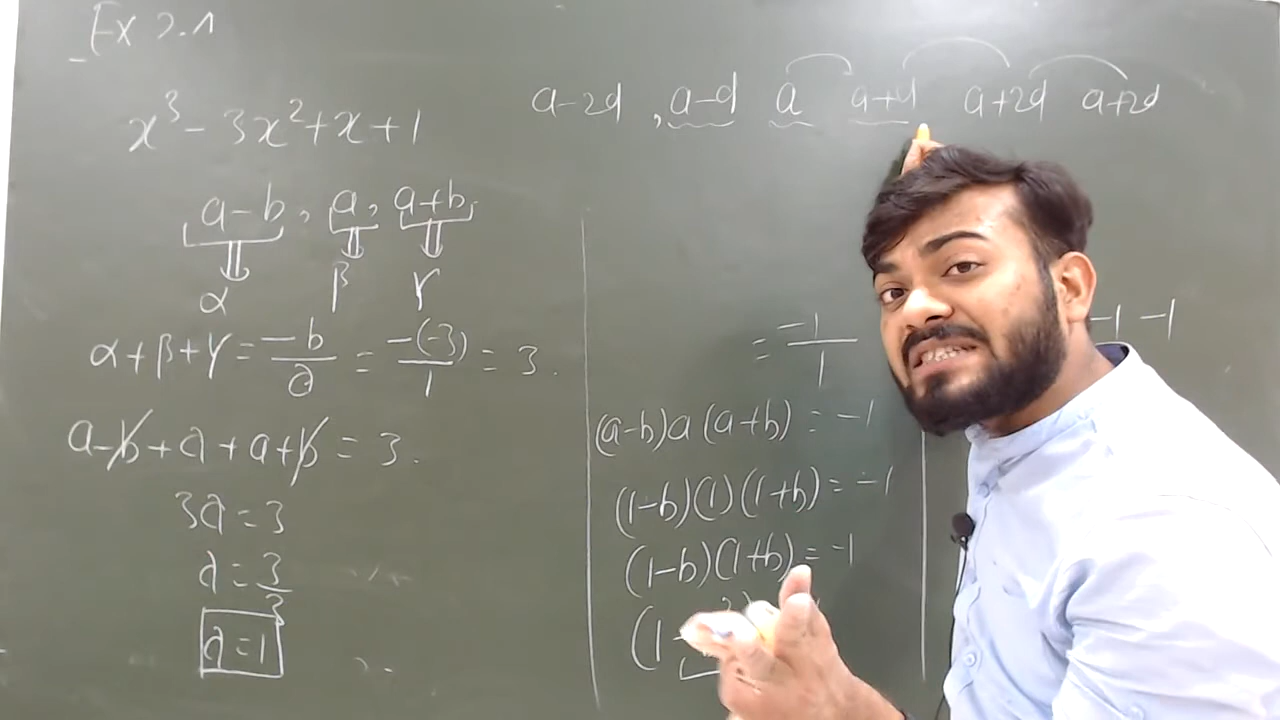 Ex 2.1
a-2d , a-d a a+d a+2d a+2d
x³ - 3x² + x + 1
a-b, a, a+b,
α β γ
α+β+γ = -b/a = -(-3)/1 = 3.
a-b+a+a+b = 3.
3a = 3
a = 3/3
a = 1
= -1/1
(a-b)a(a+b) = -1
(1-b)(1)(1+b) = -1
(1-b)(1+b) = -1
(1-
-1 -1